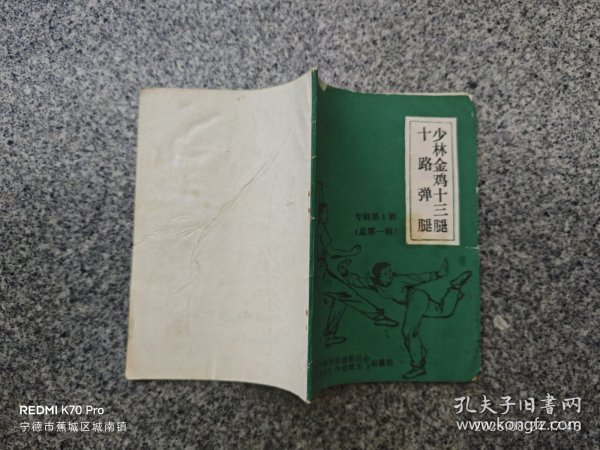 少林金鸡十三腿
十路弹腿
专辑第1辑
(总第一辑)
REDMI K70 Pro
宁德市蕉城区城南镇
孔夫子旧书网
www.kongfz.com